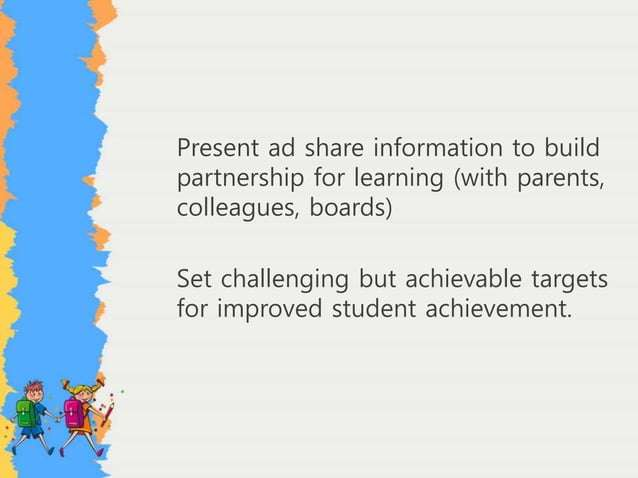 Present ad share information to build
partnership for learning (with parents,
colleagues, boards)
Set challenging but achievable targets
for improved student achievement.